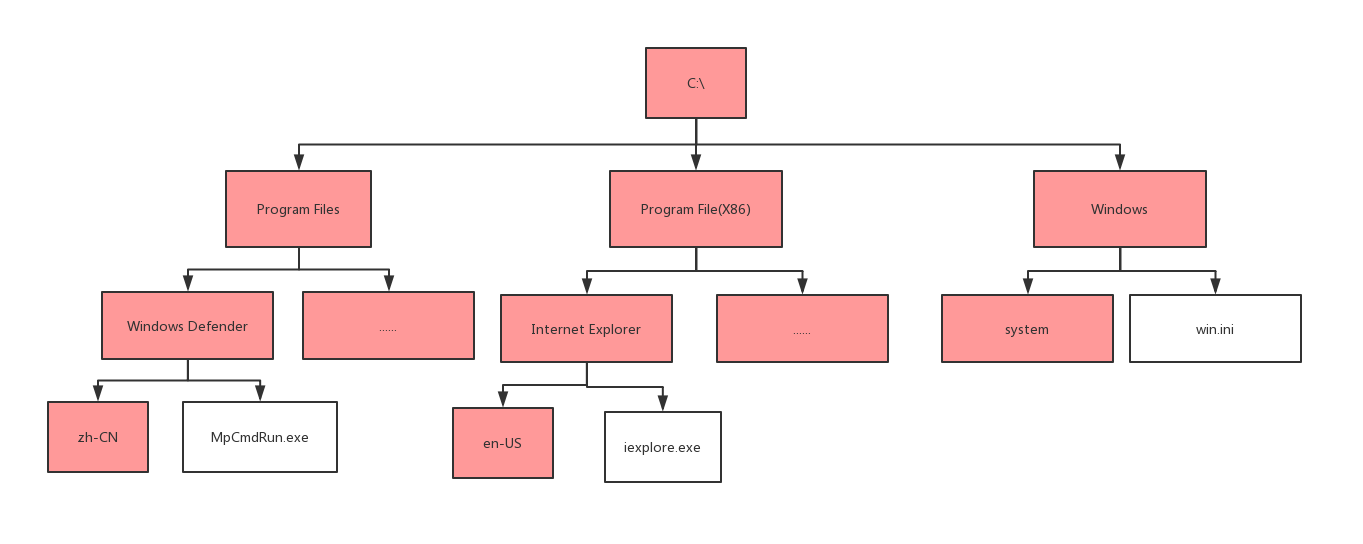 C:\
Program Files
Program File(X86)
Windows
Windows Defender
......
Internet Explorer
......
system
win.ini
zh-CN
MpCmdRun.exe
en-US
iexplore.exe